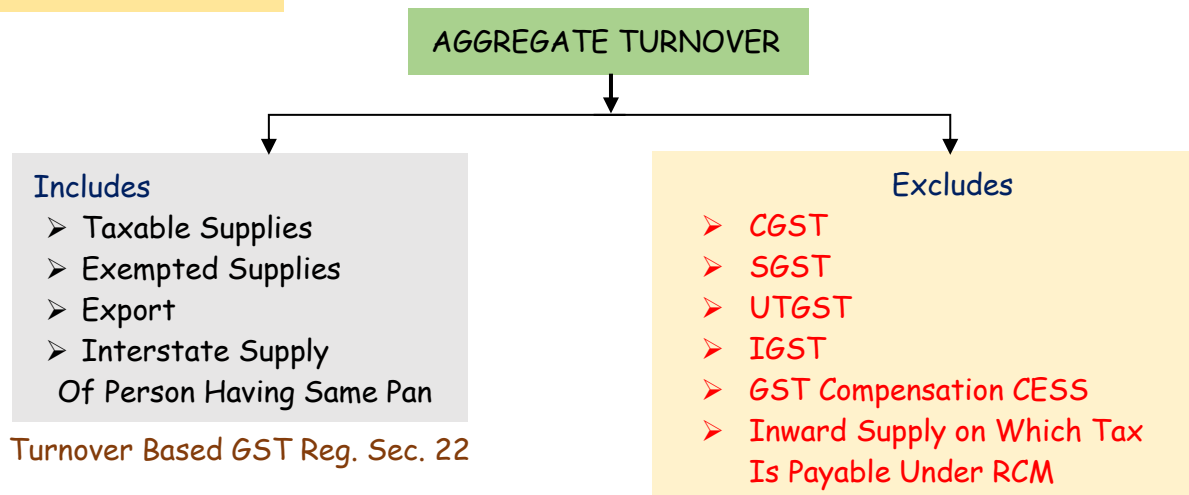 AGGREGATE TURNOVER
Includes
➢ Taxable Supplies
➢ Exempted Supplies
➢ Export
➢ Interstate Supply
Of Person Having Same Pan
Turnover Based GST Reg. Sec. 22
Excludes
➢ CGST
➢ SGST
➢ UTGST
➢ IGST
➢ GST Compensation CESS
➢ Inward Supply on Which Tax
Is Payable Under RCM